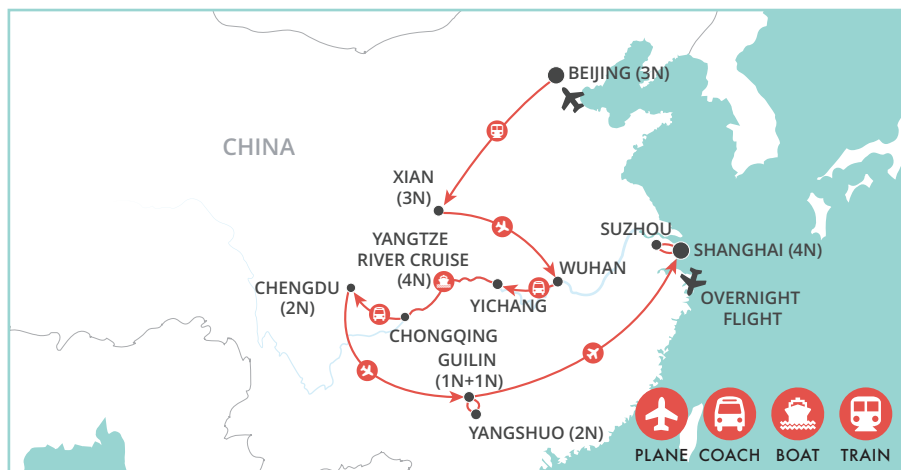 BEIJING (3N)
CHINA
XIAN
(3N)
SUZHOU
SHANGHAI (4N)
YANGTZE
RIVER CRUISE
(4N)
WUHAN
CHENGDU
(2N)
YICHANG
OVERNIGHT
FLIGHT
CHONGQING
GUILIN
(1N+1N)
YANGSHUO (2N)
PLANE
COACH
BOAT
TRAIN